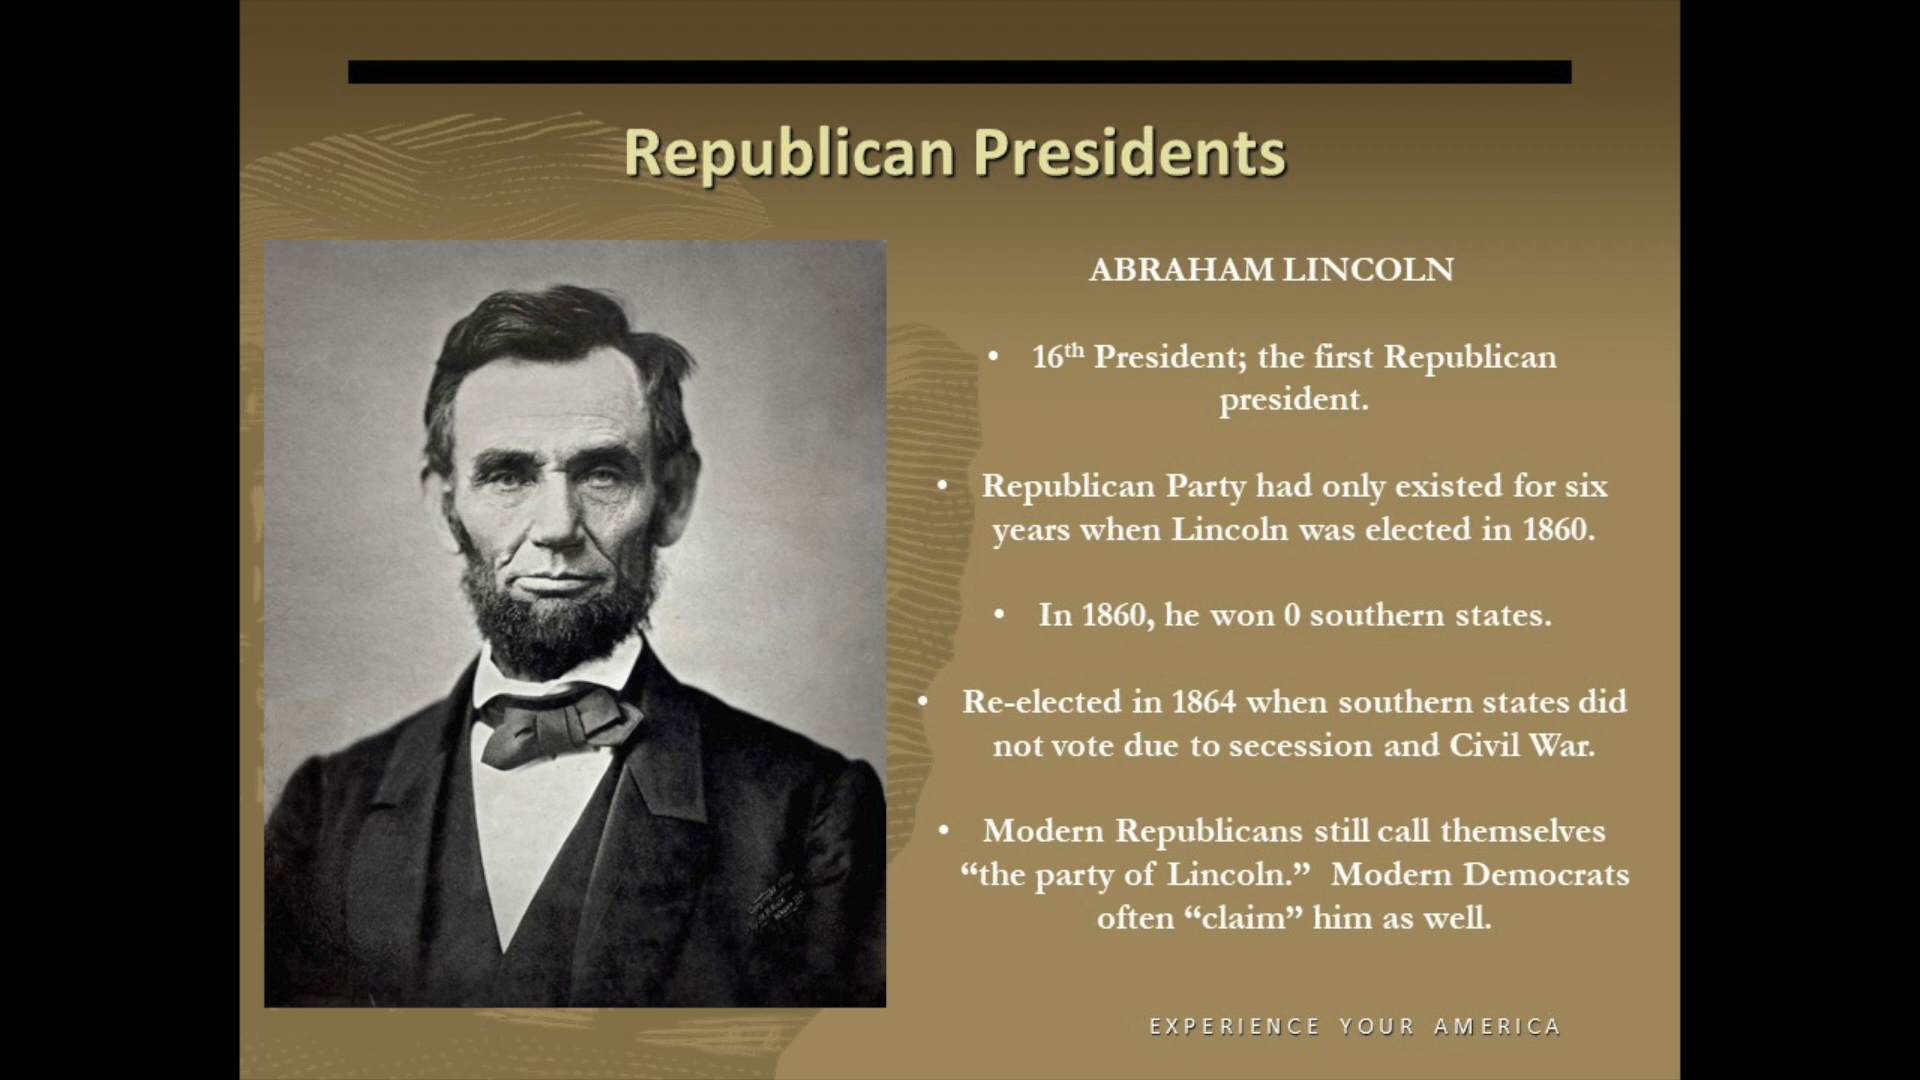 Republican Presidents
ABRAHAM LINCOLN
• 16th President; the first Republican
president.
• Republican Party had only existed for six
years when Lincoln was elected in 1860.
• In 1860, he won 0 southern states.
• Re-elected in 1864 when southern states did
not vote due to secession and Civil War.
• Modern Republicans still call themselves
“the party of Lincoln.” Modern Democrats
often “claim” him as well.
EXPERIENCE YOUR AMERICA